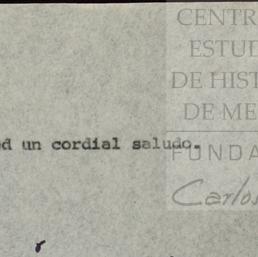 CENTR
ESTUD
DE HIST
DE ME
FUNDA
Carlos
d un cordial saludo.